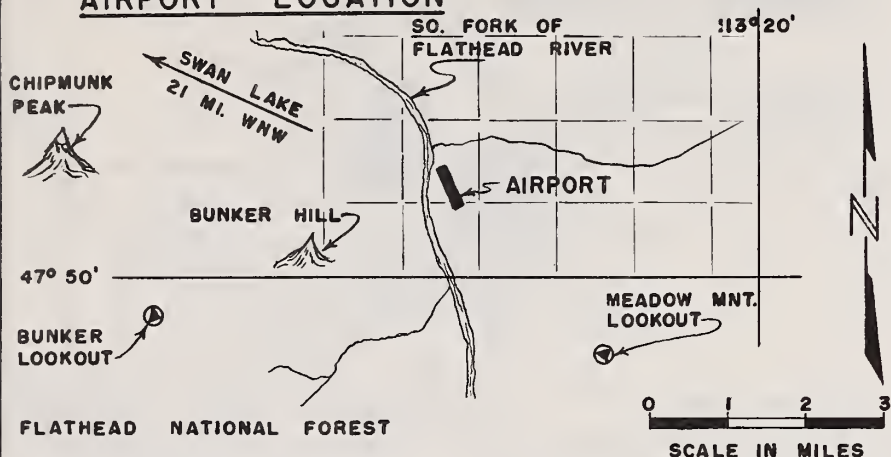 AIRPORT LOCATION
SO. FORK OF
FLATHEAD RIVER
113° 20'
CHIPMUNK
PEAK
SWAN LAKE
21 MI. WNW
AIRPORT
BUNKER HILL
N
47° 50'
BUNKER
LOOKOUT
MEADOW MNT.
LOOKOUT
FLATHEAD NATIONAL FOREST
0 1 2 3
SCALE IN MILES